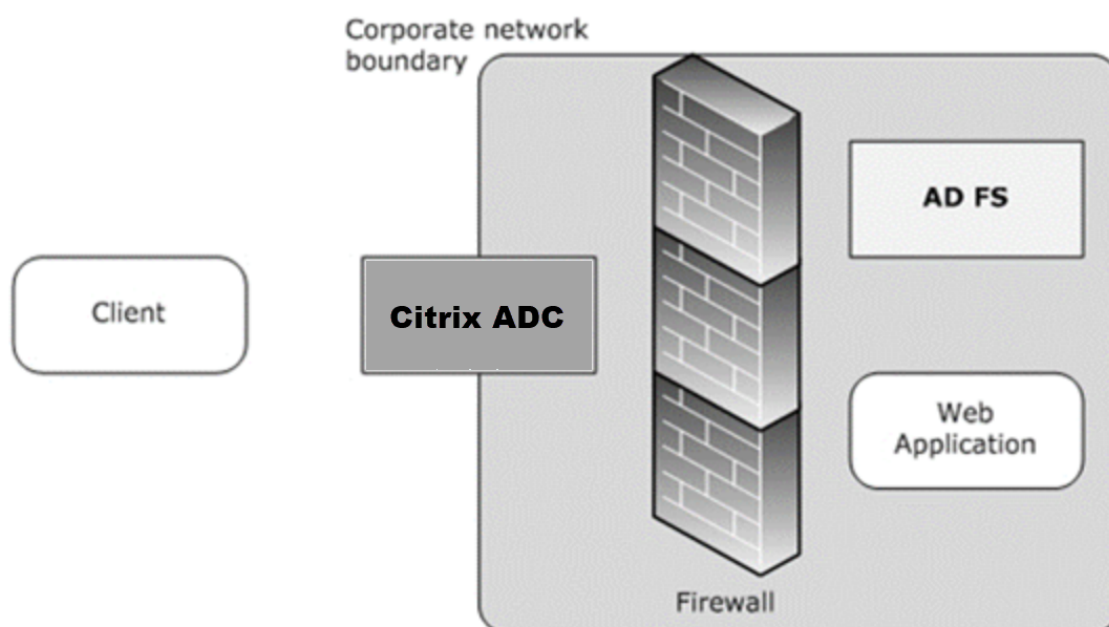 Corporate network
boundary
AD FS
Client
Citrix ADC
Web
Application
Firewall